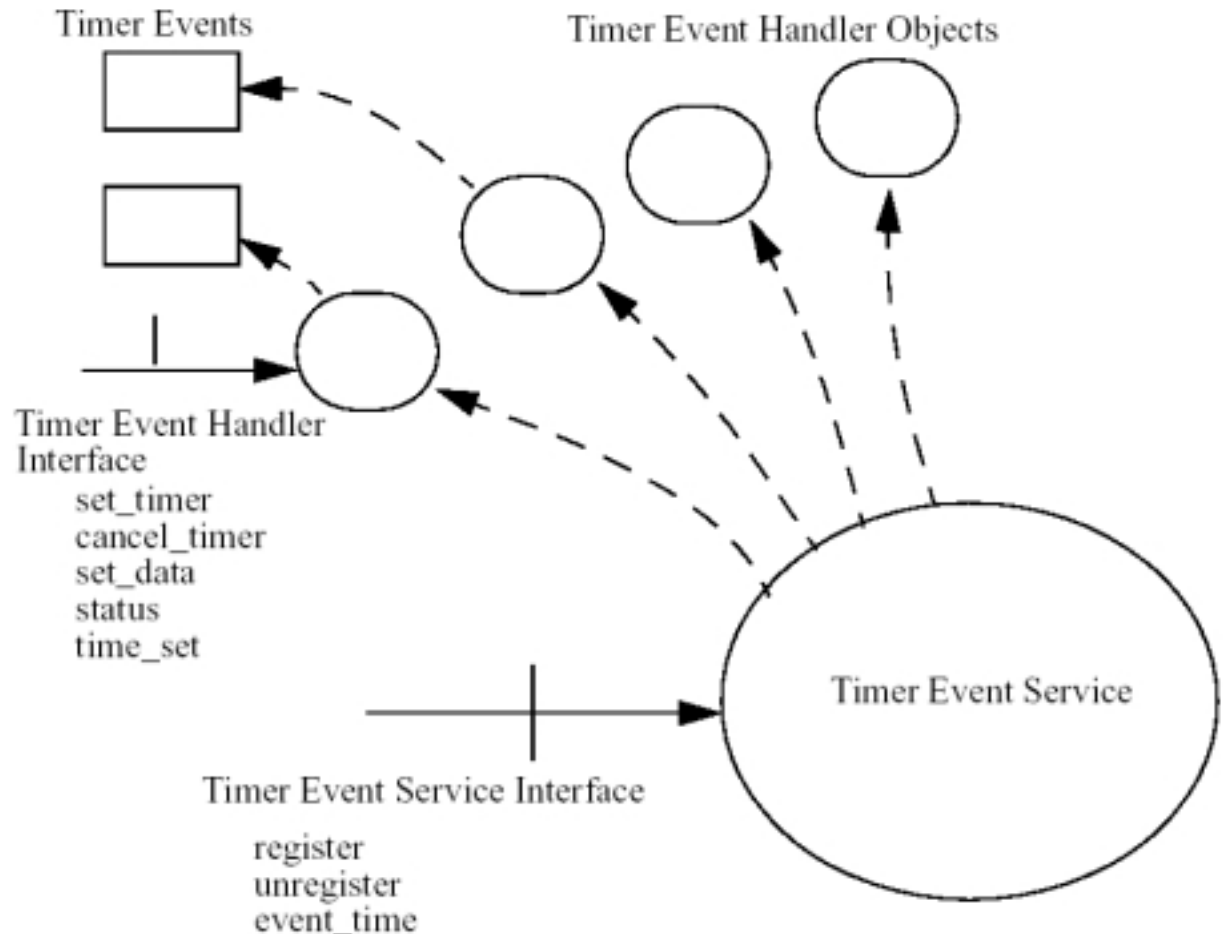 Timer Events
Timer Event Handler Objects
Timer Event Handler
Interface
set_timer
cancel_timer
set_data
status
time_set
Timer Event Service
Timer Event Service Interface
register
unregister
event_time